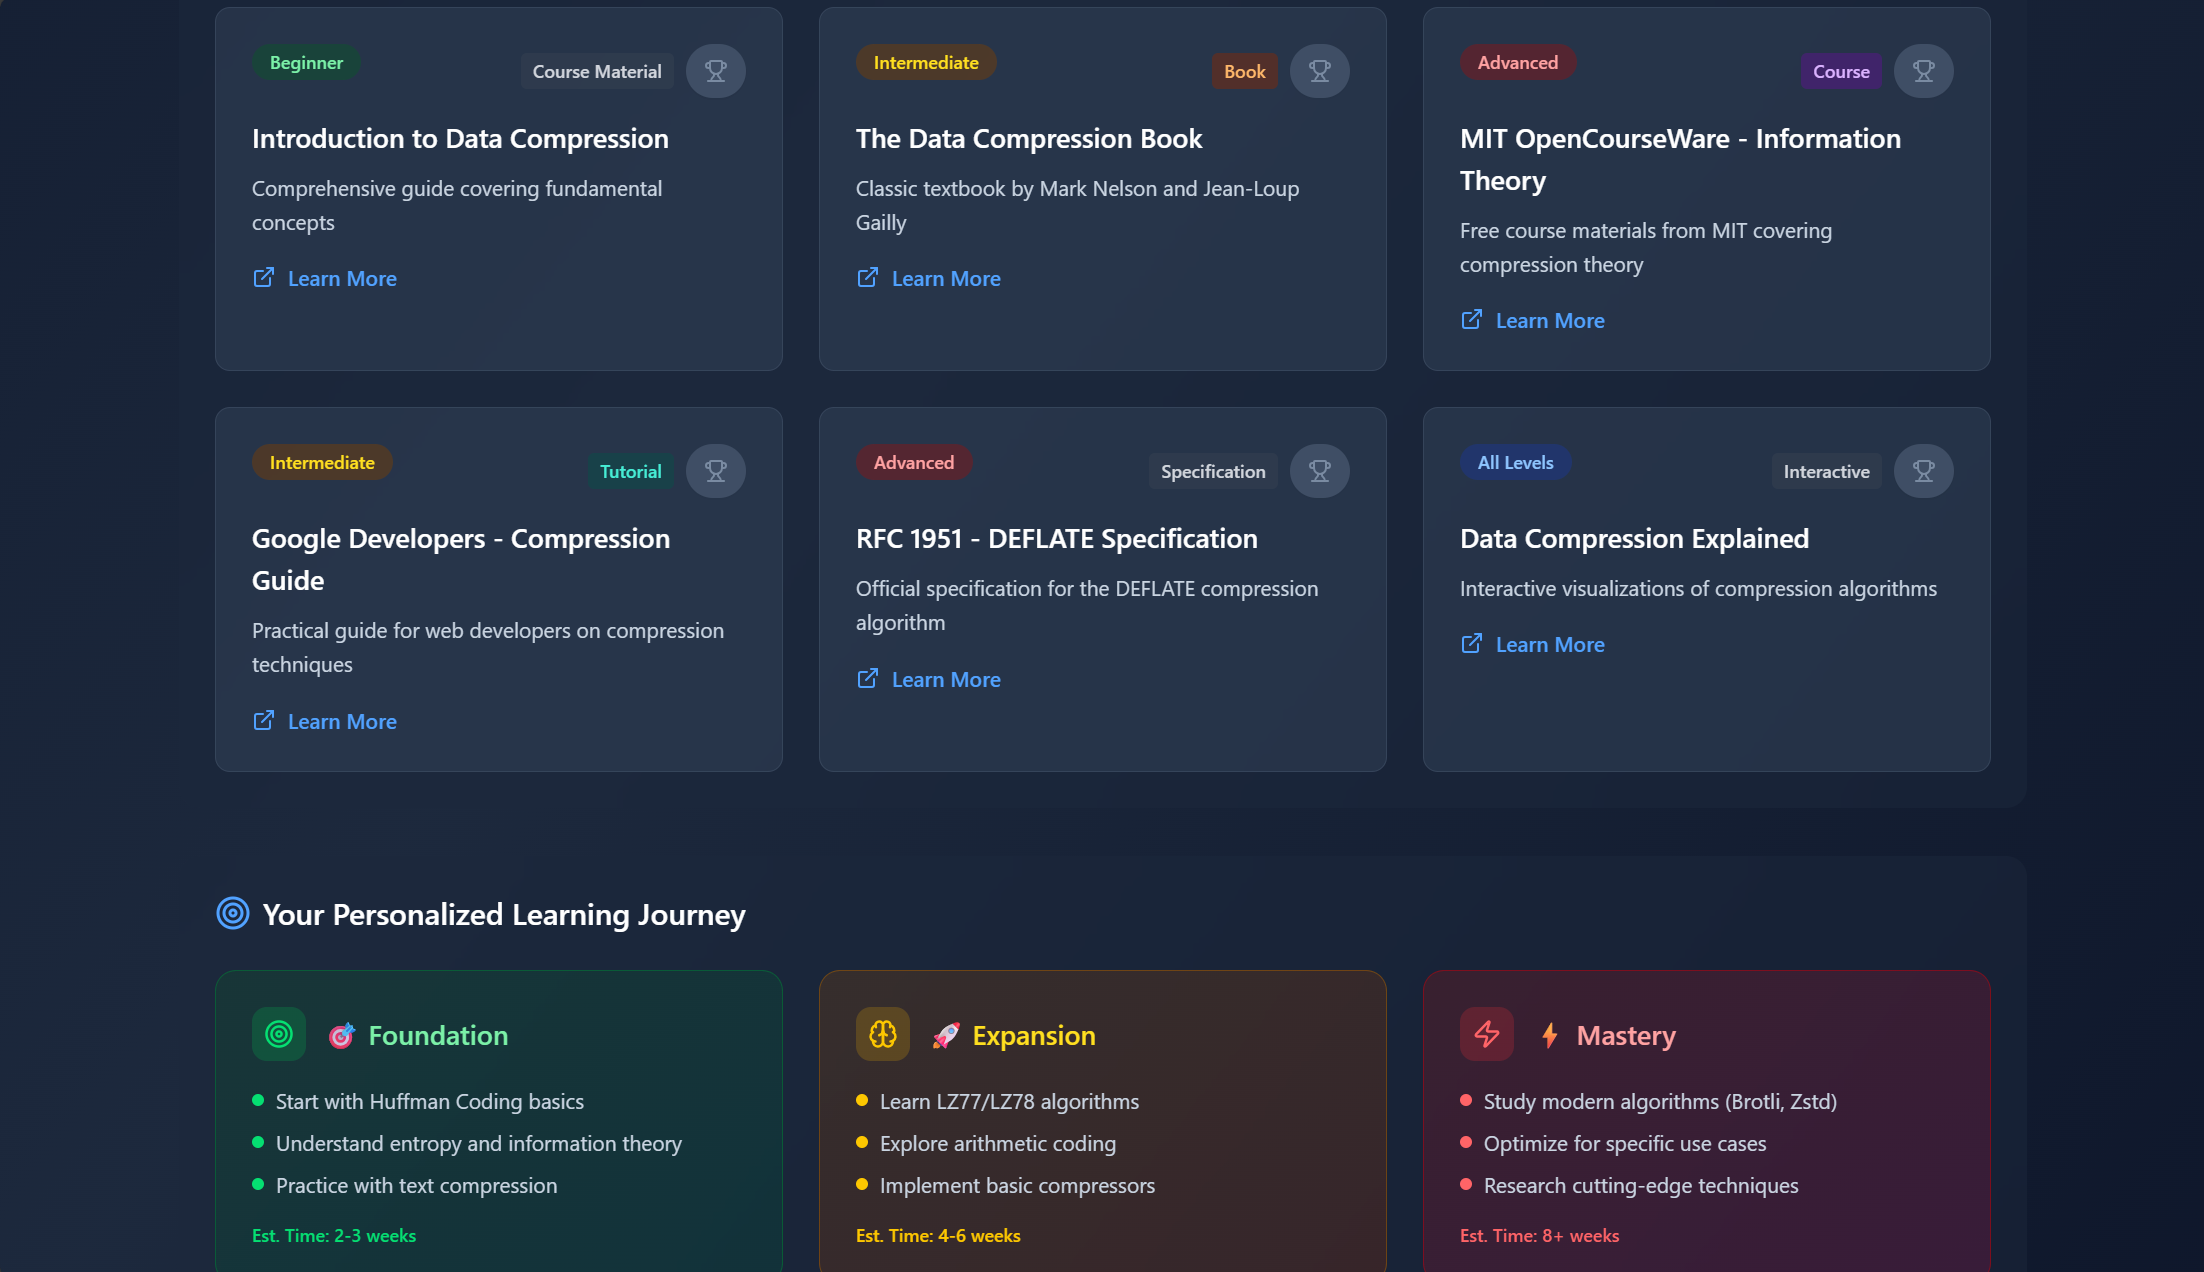 Beginner
Course Material
Introduction to Data Compression
Comprehensive guide covering fundamental
concepts
Learn More
Intermediate
Book
The Data Compression Book
Classic textbook by Mark Nelson and Jean-Loup
Gailly
Learn More
Advanced
Course
MIT OpenCourseWare - Information
Theory
Free course materials from MIT covering
compression theory
Learn More
Intermediate
Tutorial
Google Developers - Compression
Guide
Practical guide for web developers on compression
techniques
Learn More
Advanced
Specification
RFC 1951 - DEFLATE Specification
Official specification for the DEFLATE compression
algorithm
Learn More
All Levels
Interactive
Data Compression Explained
Interactive visualizations of compression algorithms
Learn More
Your Personalized Learning Journey
🎯 Foundation
Start with Huffman Coding basics
Understand entropy and information theory
Practice with text compression
Est. Time: 2-3 weeks
🚀 Expansion
Learn LZ77/LZ78 algorithms
Explore arithmetic coding
Implement basic compressors
Est. Time: 4-6 weeks
⚡ Mastery
Study modern algorithms (Brotli, Zstd)
Optimize for specific use cases
Research cutting-edge techniques
Est. Time: 8+ weeks